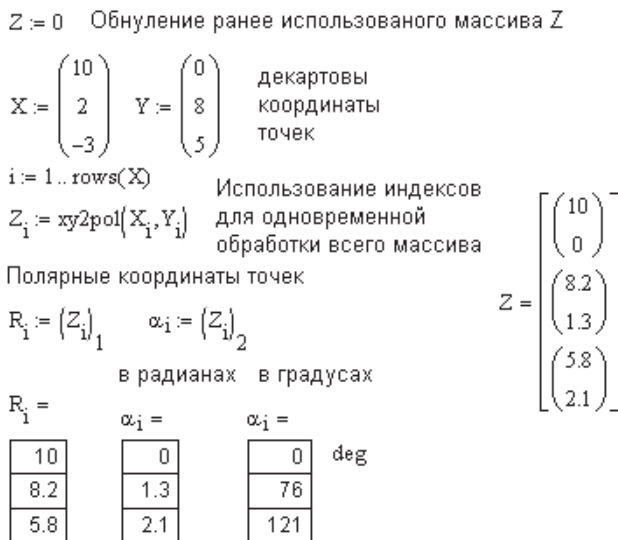 Z := 0 Обнуление ранее использованого массива Z
X := (10 2 −3) Y := (0 8 5) декартовы координаты точек
i := 1 .. rows(X)
Z_i := xy2pol(X_i, Y_i) Использование индексов для одновременной обработки всего массива
Полярные координаты точек
Z = [(10 0) (8.2 1.3) (5.8 2.1)]
R_i := (Z_i)_1 α_i := (Z_i)_2
в радианах в градусах
R_i = α_i = α_i =
10 0 0 deg
8.2 1.3 76
5.8 2.1 121